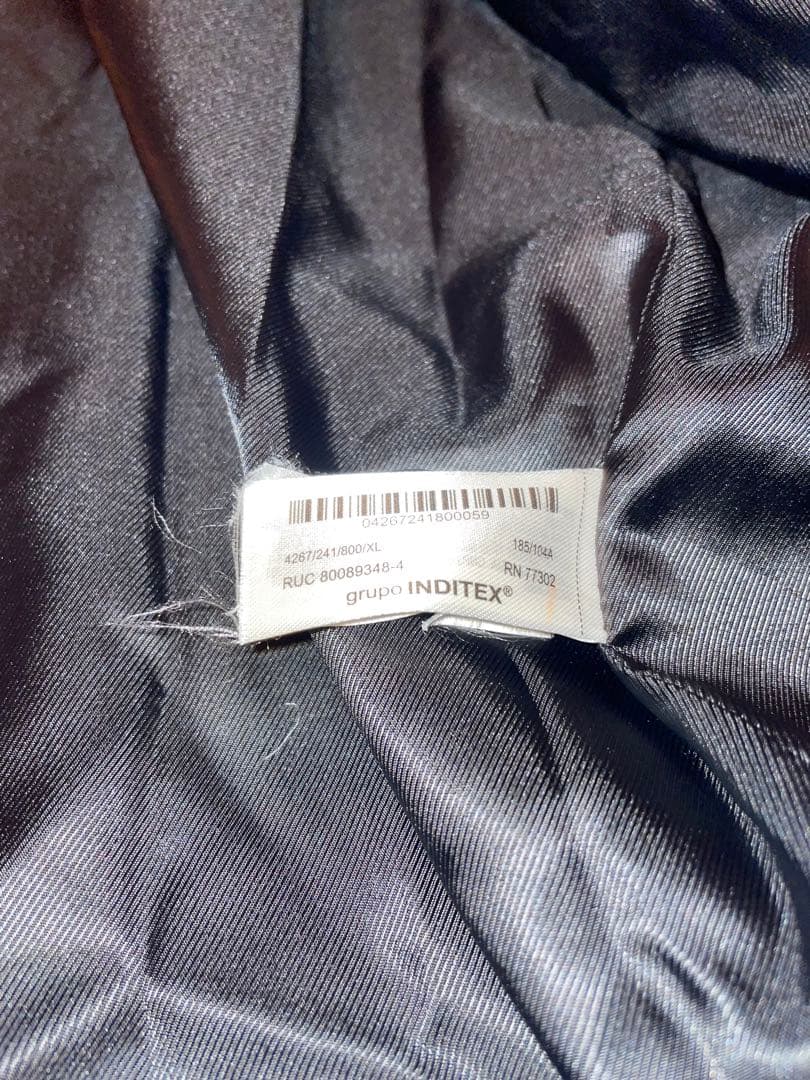 04267241800059
4267/241/800/XL 185/104A
RUC 80089348-4 RN 77302
grupo INDITEX®